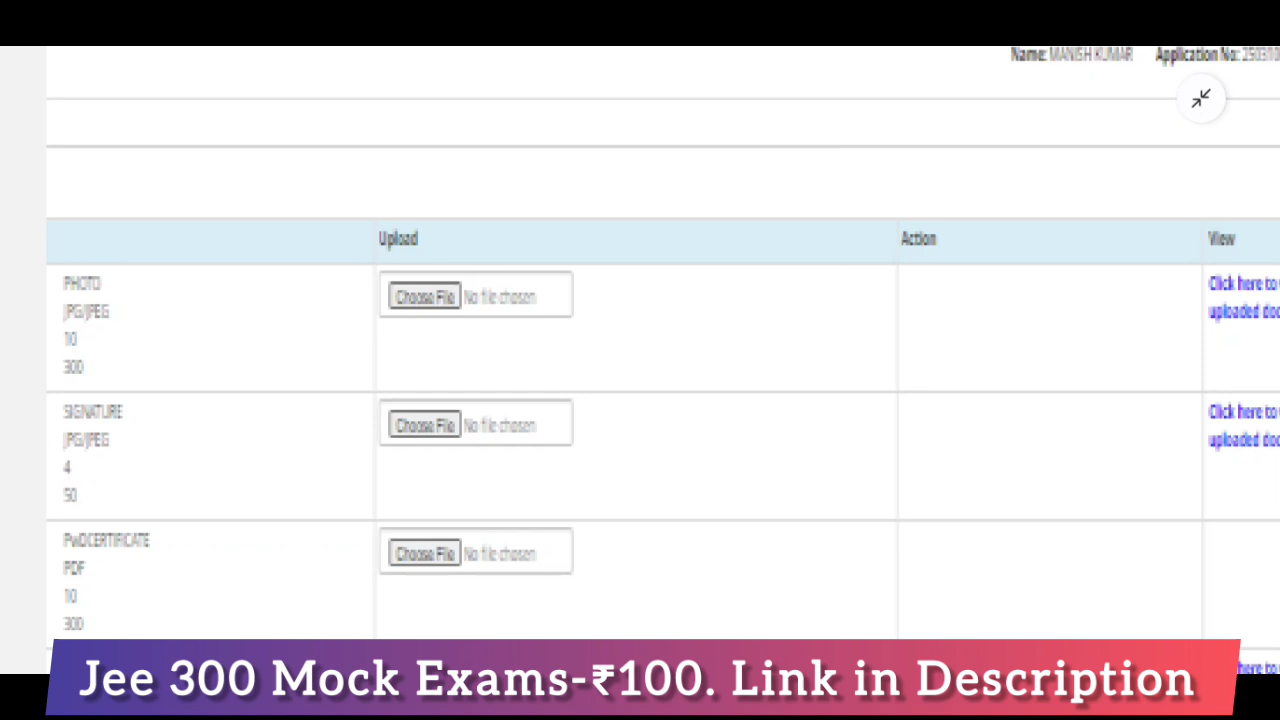 Name: MANISH KUMAR Application No:
Upload Action View
PHOTO
JPG/JPEG
10
300
Choose File No file chosen
Click here to
uploaded
SIGNATURE
JPG/JPEG
4
50
Choose File No file chosen
Click here to
uploaded
PwDCERTIFICATE
PDF
10
300
Choose File No file chosen
here to
Jee 300 Mock Exams-₹100. Link in Description